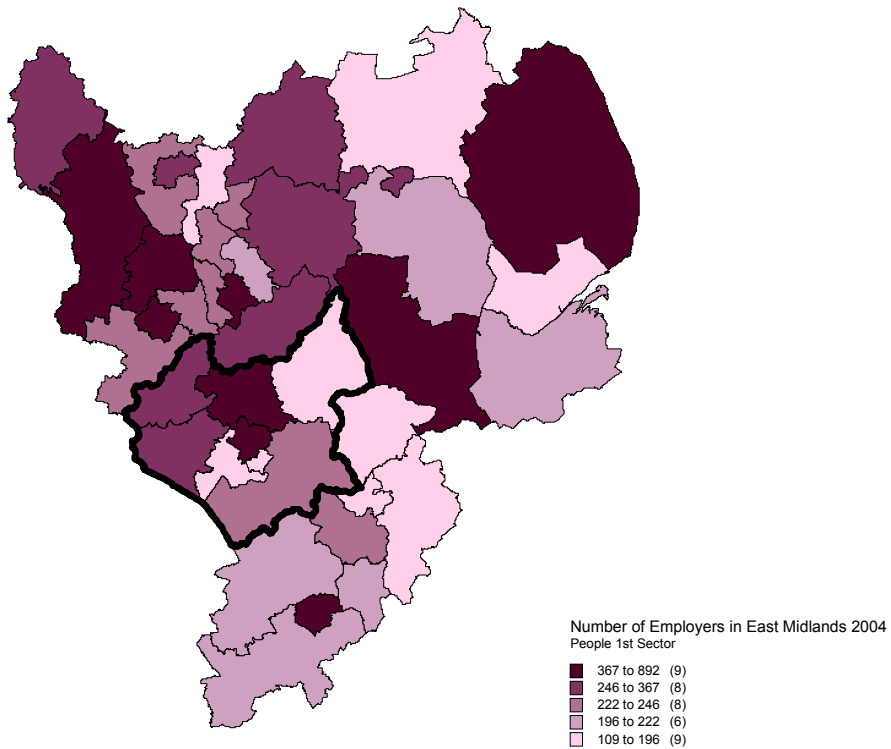 Number of Employers in East Midlands 2004
People 1st Sector
367 to 892 (9)
246 to 367 (8)
222 to 246 (8)
196 to 222 (6)
109 to 196 (9)